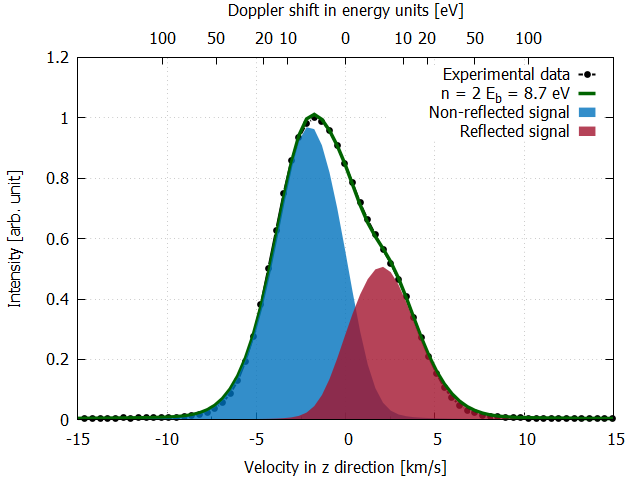 Doppler shift in energy units [eV]
100 50 20 10 0 10 20 50 100
1.2
1
0.8
0.6
0.4
0.2
0
Intensity [arb. unit]
Experimental data
n = 2 E_b = 8.7 eV
Non-reflected signal
Reflected signal
-15 -10 -5 0 5 10 15
Velocity in z direction [km/s]